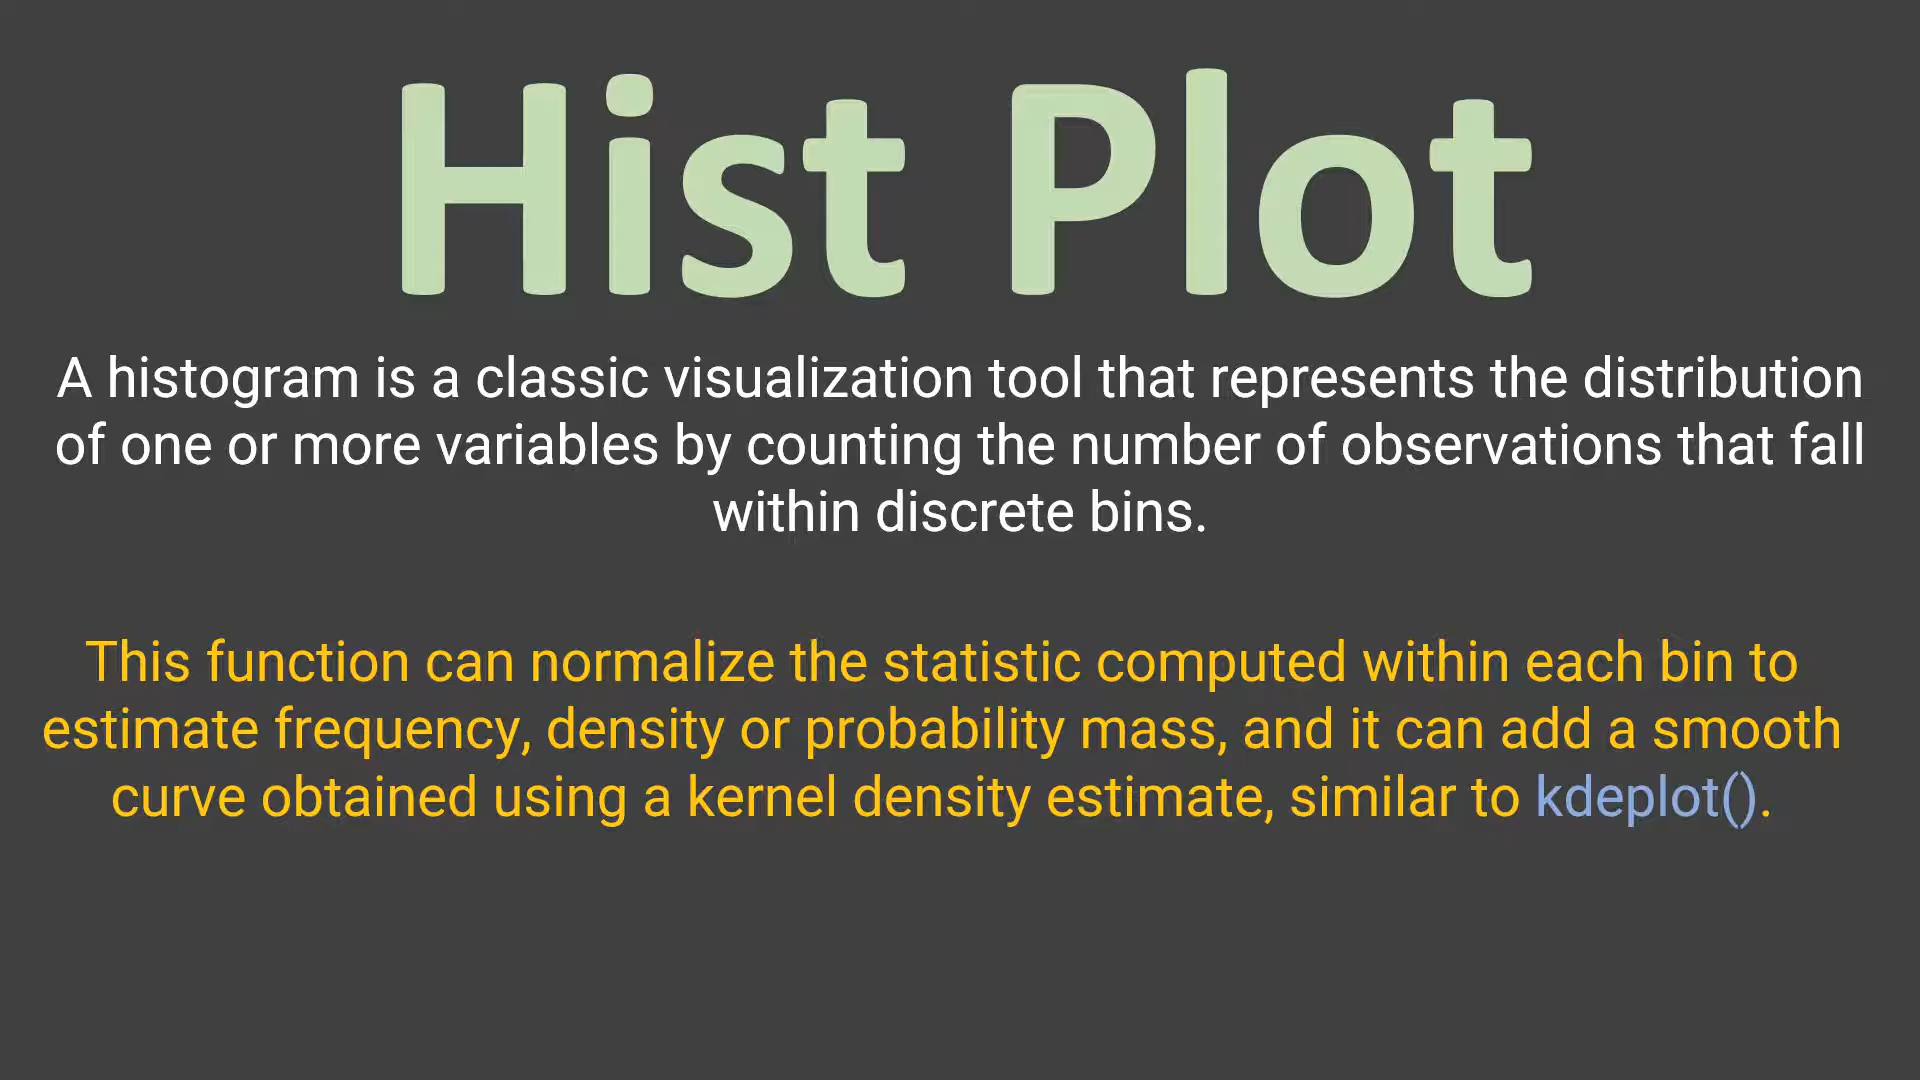 Hist Plot
A histogram is a classic visualization tool that represents the distribution
of one or more variables by counting the number of observations that fall
within discrete bins.
This function can normalize the statistic computed within each bin to
estimate frequency, density or probability mass, and it can add a smooth
curve obtained using a kernel density estimate, similar to kdeplot().